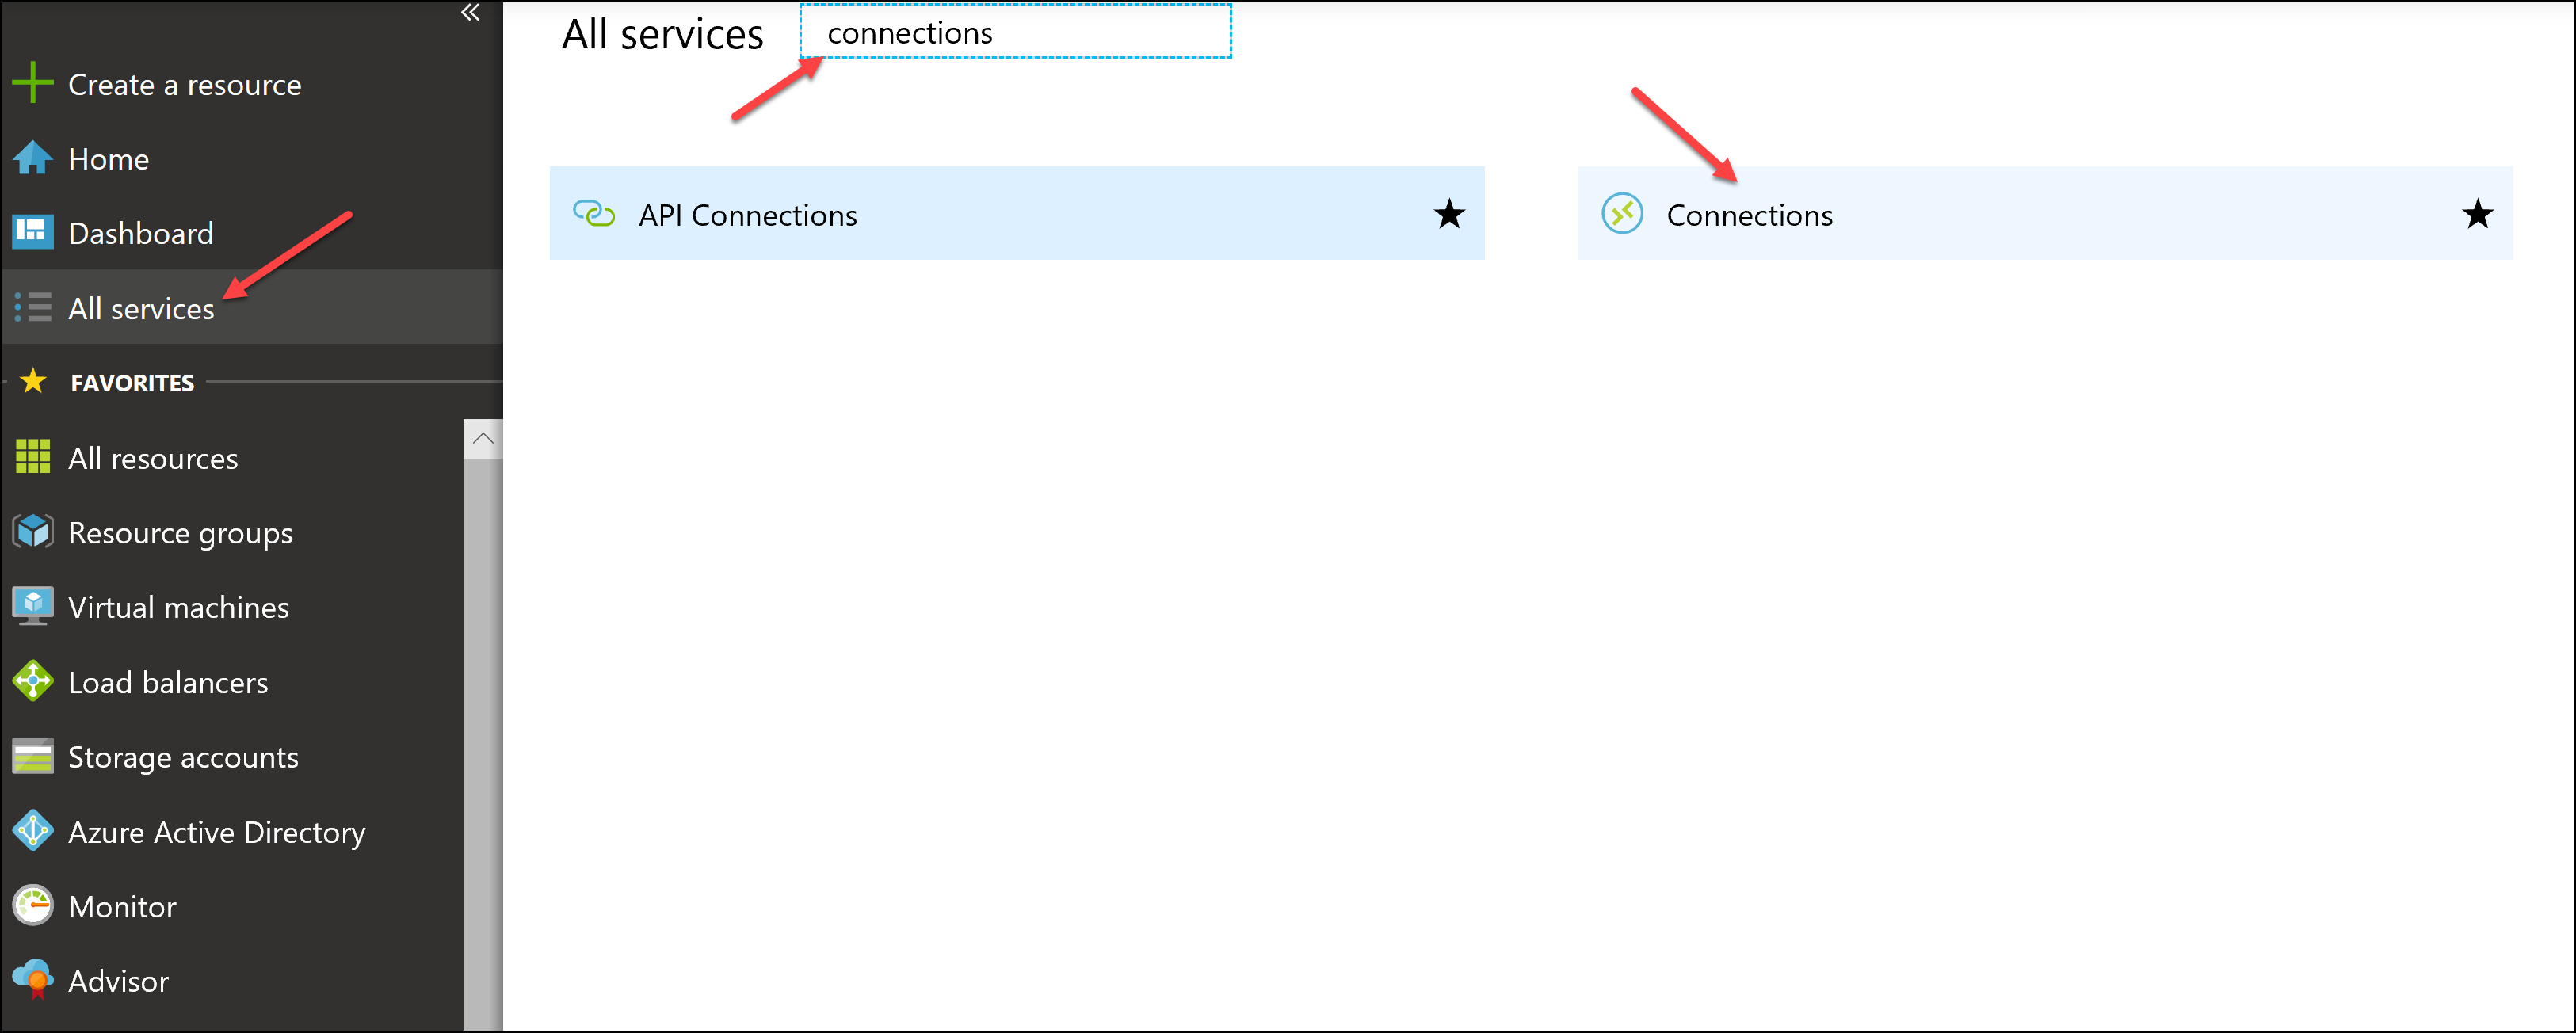 Create a resource
Home
Dashboard
All services
FAVORITES
All resources
Resource groups
Virtual machines
Load balancers
Storage accounts
Azure Active Directory
Monitor
Advisor
All services
connections
API Connections
Connections